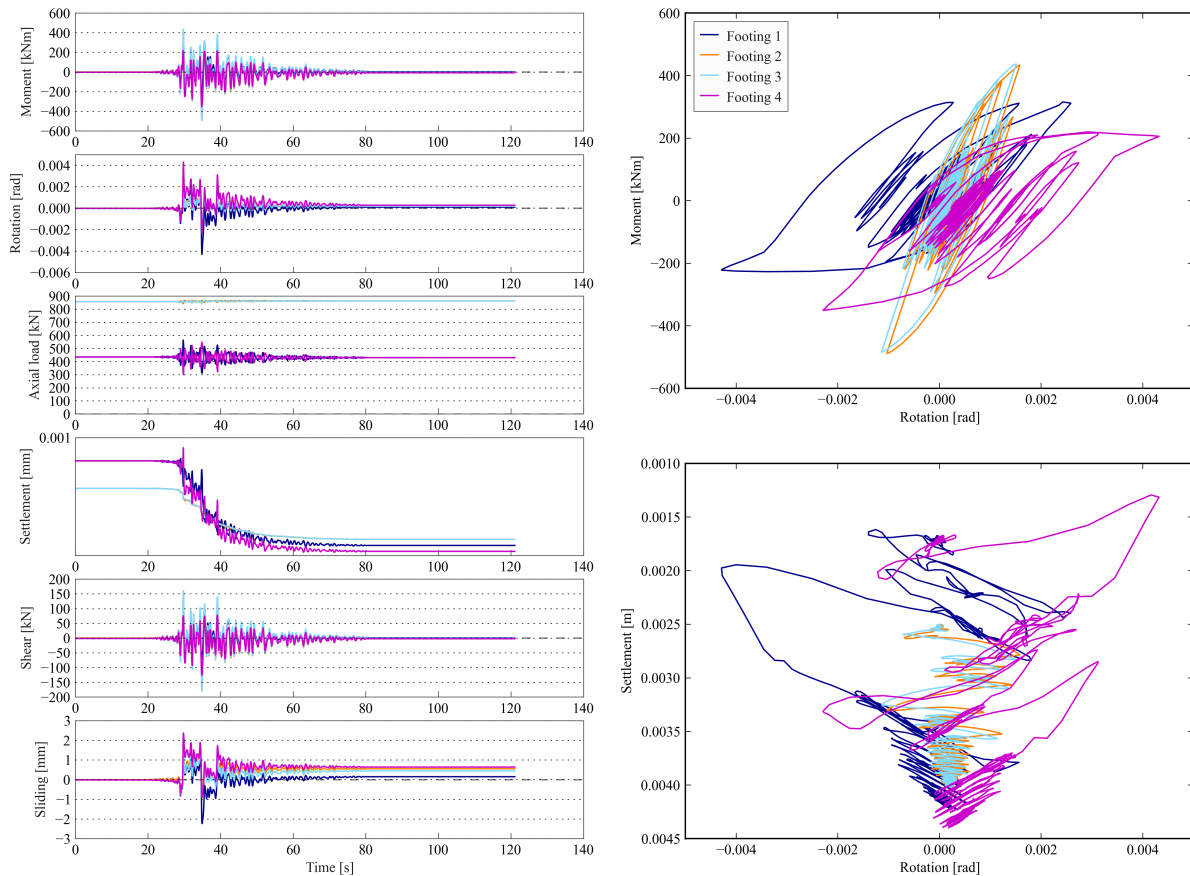 Moment [kNm]
600
400
200
0
−200
−400
−600
0 20 40 60 80 100 120 140
Rotation [rad]
0.004
0.002
0.000
−0.002
−0.004
−0.006
0 20 40 60 80 100 120 140
Axial load [kN]
900
800
700
600
500
400
300
200
100
0
0 20 40 60 80 100 120 140
Settlement [mm]
0.001
0 20 40 60 80 100 120 140
Shear [kN]
200
150
100
50
0
−50
−100
−150
−200
0 20 40 60 80 100 120 140
Sliding [mm]
3
2
1
0
−1
−2
−3
0 20 40 60 80 100 120 140
Time [s]
Moment [kNm]
600
400
200
0
−200
−400
−600
Footing 1
Footing 2
Footing 3
Footing 4
−0.004 −0.002 0.000 0.002 0.004
Rotation [rad]
Settlement [m]
0.0010
0.0015
0.0020
0.0025
0.0030
0.0035
0.0040
0.0045
−0.004 −0.002 0.000 0.002 0.004
Rotation [rad]